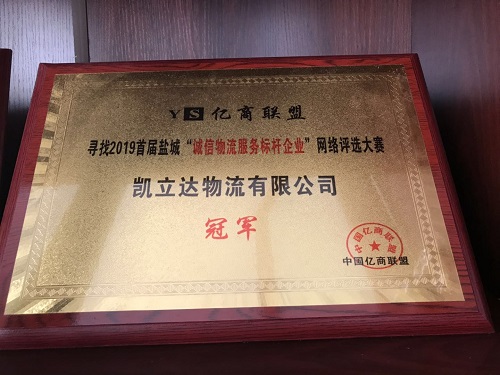 YS 亿商联盟
寻找2019首届盐城“诚信物流服务标杆企业”网络评选大赛
凯立达物流有限公司
冠军
中国亿商联盟
中国亿商联盟